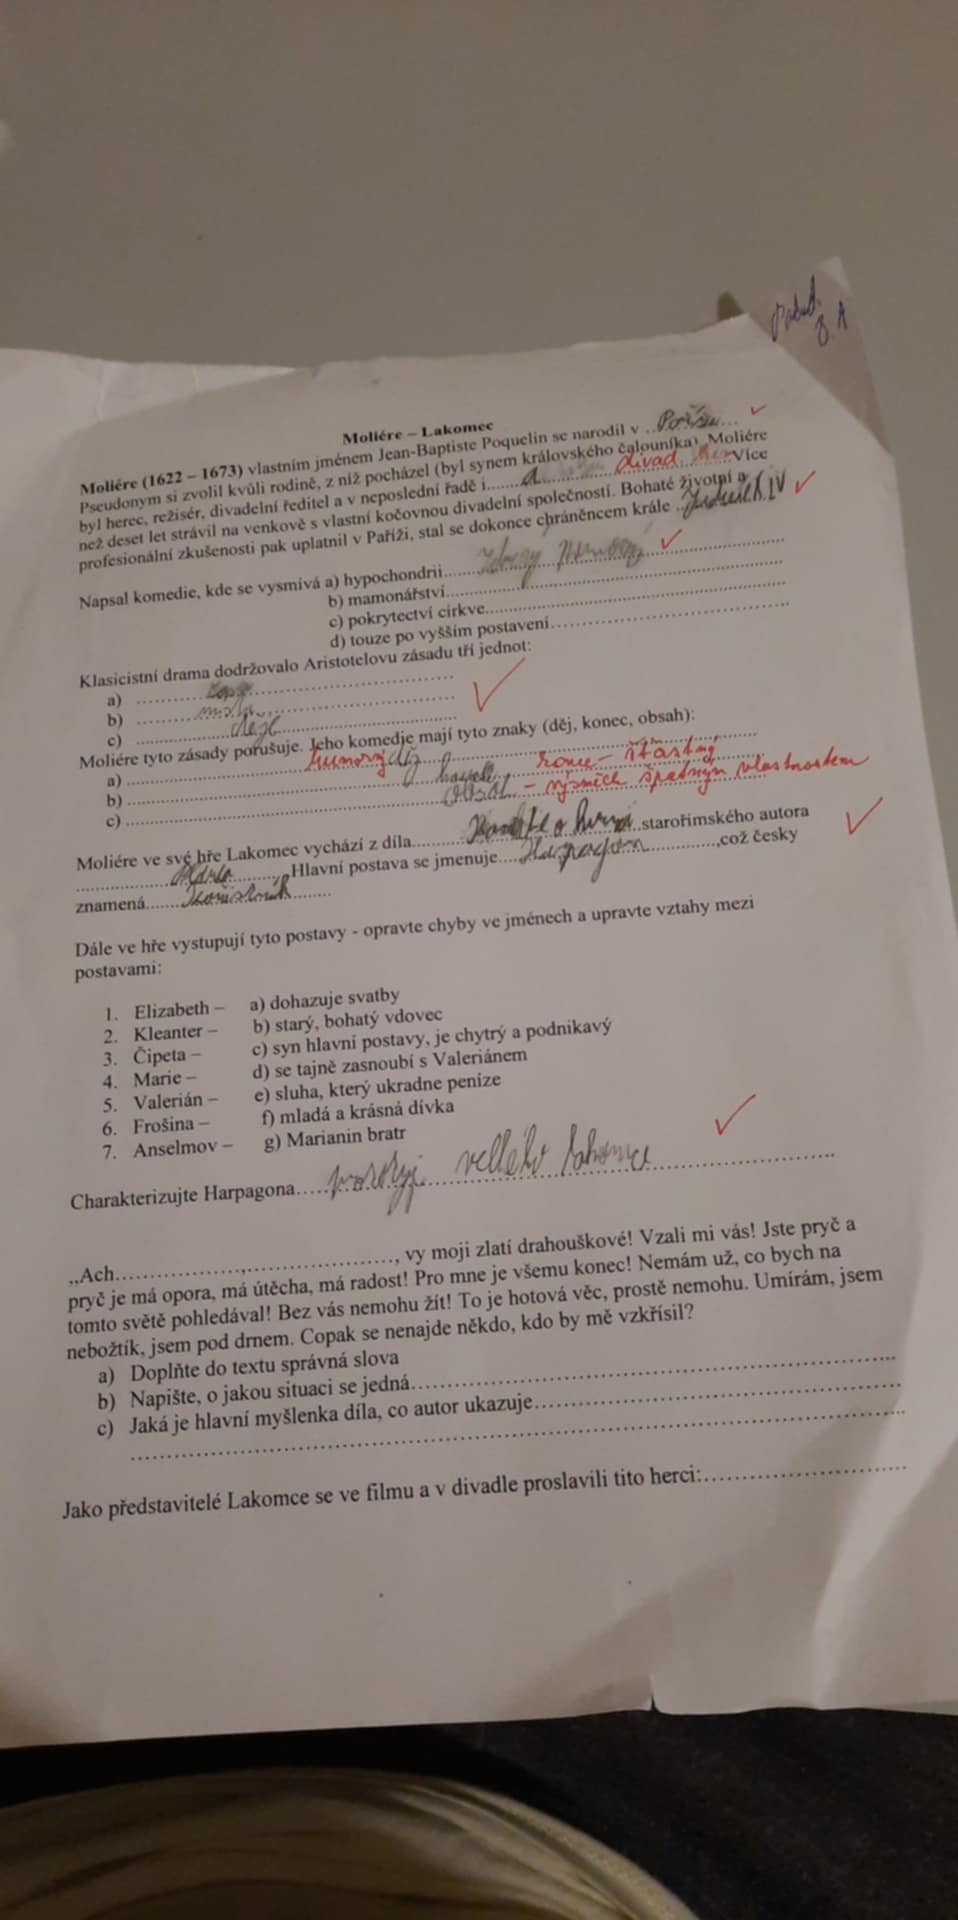 8. A
Moliére – Lakomec
Moliére (1622 – 1673) vlastním jménem Jean-Baptiste Poquelin se narodil v ..Paříži...
Pseudonym si zvolil kvůli rodině, z níž pocházel (byl synem královského čalouníka). Moliére
byl herec, režisér, divadelní ředitel a v neposlední řadě i...... divad. Více
než deset let strávil na venkově s vlastní kočovnou divadelní společností. Bohaté životní a
profesionální zkušenosti pak uplatnil v Paříži, stal se dokonce chráněncem krále ..Ludvík XIV
Napsal komedie, kde se vysmívá a) hypochondrii......
b) mamonářství......
c) pokrytectví církve......
d) touze po vyšším postavení......
Klasicistní drama dodržovalo Aristotelovu zásadu tří jednot:
a) ......
b) ......
c) ......
Moliére tyto zásady porušuje. Jeho komedie mají tyto znaky (děj, konec, obsah):
a) ...... humorný děj
b) ...... konec – šťastný
c) ...... obsah – výsměch špatným vlastnostem
Moliére ve své hře Lakomec vychází z díla...... Komedie o hrnci ...starořímského autora
...... Hlavní postava se jmenuje....Harpagon......,což česky
znamená......
Dále ve hře vystupují tyto postavy - opravte chyby ve jménech a upravte vztahy mezi
postavami:
1. Elizabeth – a) dohazuje svatby
2. Kleanter – b) starý, bohatý vdovec
3. Čipeta – c) syn hlavní postavy, je chytrý a podnikavý
4. Marie – d) se tajně zasnoubí s Valeriánem
5. Valerián – e) sluha, který ukradne peníze
6. Frošina – f) mladá a krásná dívka
7. Anselmov – g) Marianin bratr
Charakterizujte Harpagona...... velkého lakomce ......
„Ach......,......, vy moji zlatí drahouškové! Vzali mi vás! Jste pryč a
pryč je má opora, má útěcha, má radost! Pro mne je všemu konec! Nemám už, co bych na
tomto světě pohledával! Bez vás nemohu žít! To je hotová věc, prostě nemohu. Umírám, jsem
nebožtík, jsem pod drnem. Copak se nenajde někdo, kdo by mě vzkřísil?
a) Doplňte do textu správná slova
b) Napište, o jakou situaci se jedná......
c) Jaká je hlavní myšlenka díla, co autor ukazuje......
Jako představitelé Lakomce se ve filmu a v divadle proslavili tito herci:......